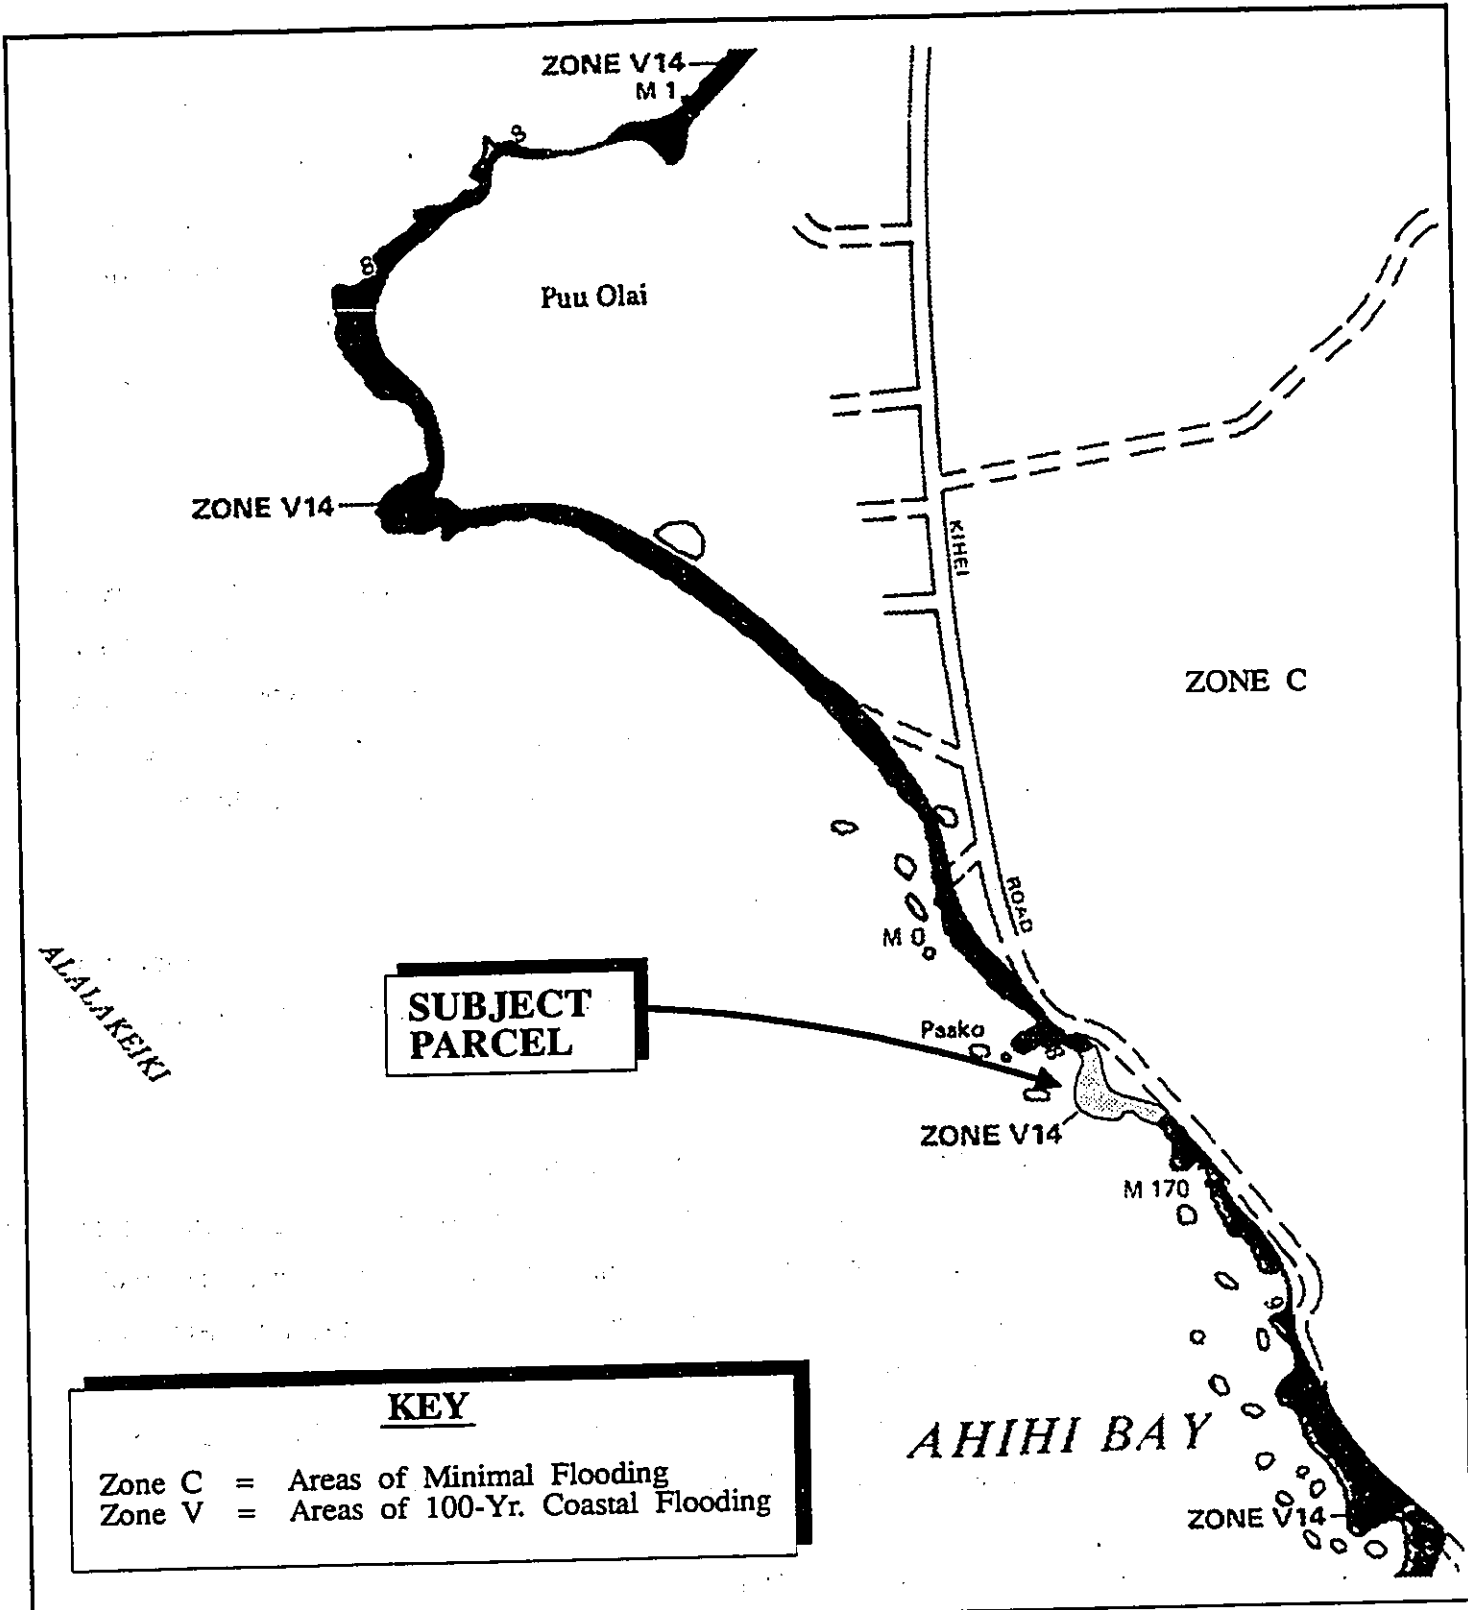 ZONE V14
M 1
8
8
Puu Olai
ZONE V14
KIHEI
ZONE C
ROAD
M 0
ALALAKEIKI
SUBJECT
PARCEL
Paako
8
ZONE V14
M 170
9
AHIHI BAY
ZONE V14
KEY
Zone C = Areas of Minimal Flooding
Zone V = Areas of 100-Yr. Coastal Flooding